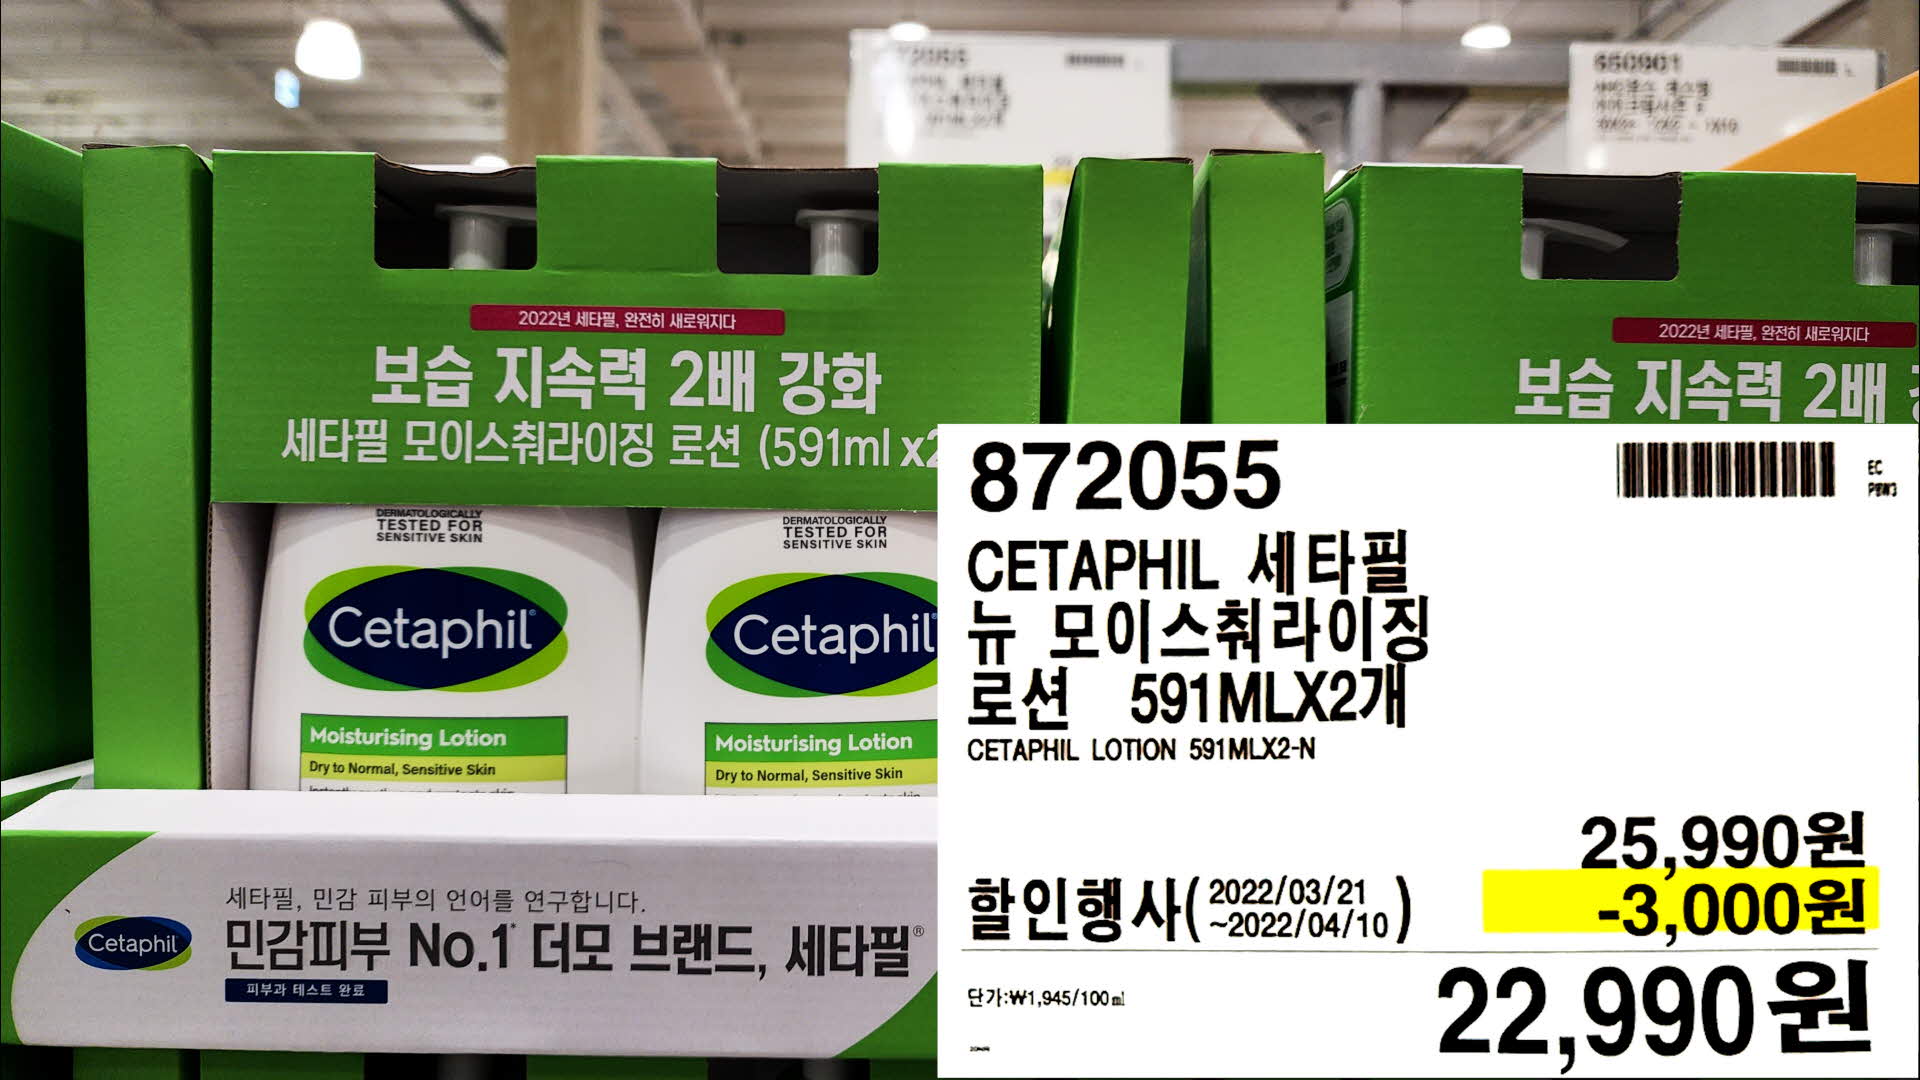 650901
2022년 세타필, 완전히 새로워지다
보습 지속력 2배 강화
세타필 모이스춰라이징 로션 (591ml x2
2022년 세타필, 완전히 새로워지다
보습 지속력 2배
DERMATOLOGICALLY
TESTED FOR
SENSITIVE SKIN
Cetaphil®
Moisturising Lotion
Dry to Normal, Sensitive Skin
DERMATOLOGICALLY
TESTED FOR
SENSITIVE SKIN
Cetaphil®
Moisturising Lotion
Dry to Normal, Sensitive Skin
세타필, 민감 피부의 언어를 연구합니다.
Cetaphil
민감피부 No.1* 더모 브랜드, 세타필®
피부과 테스트 완료
872055
EC
CETAPHIL 세타필
뉴 모이스춰라이징
로션 591MLX2개
CETAPHIL LOTION 591MLX2-N
25,990원
할인행사(2022/03/21 ~2022/04/10) -3,000원
단가:₩1,945/100㎖
22,990원